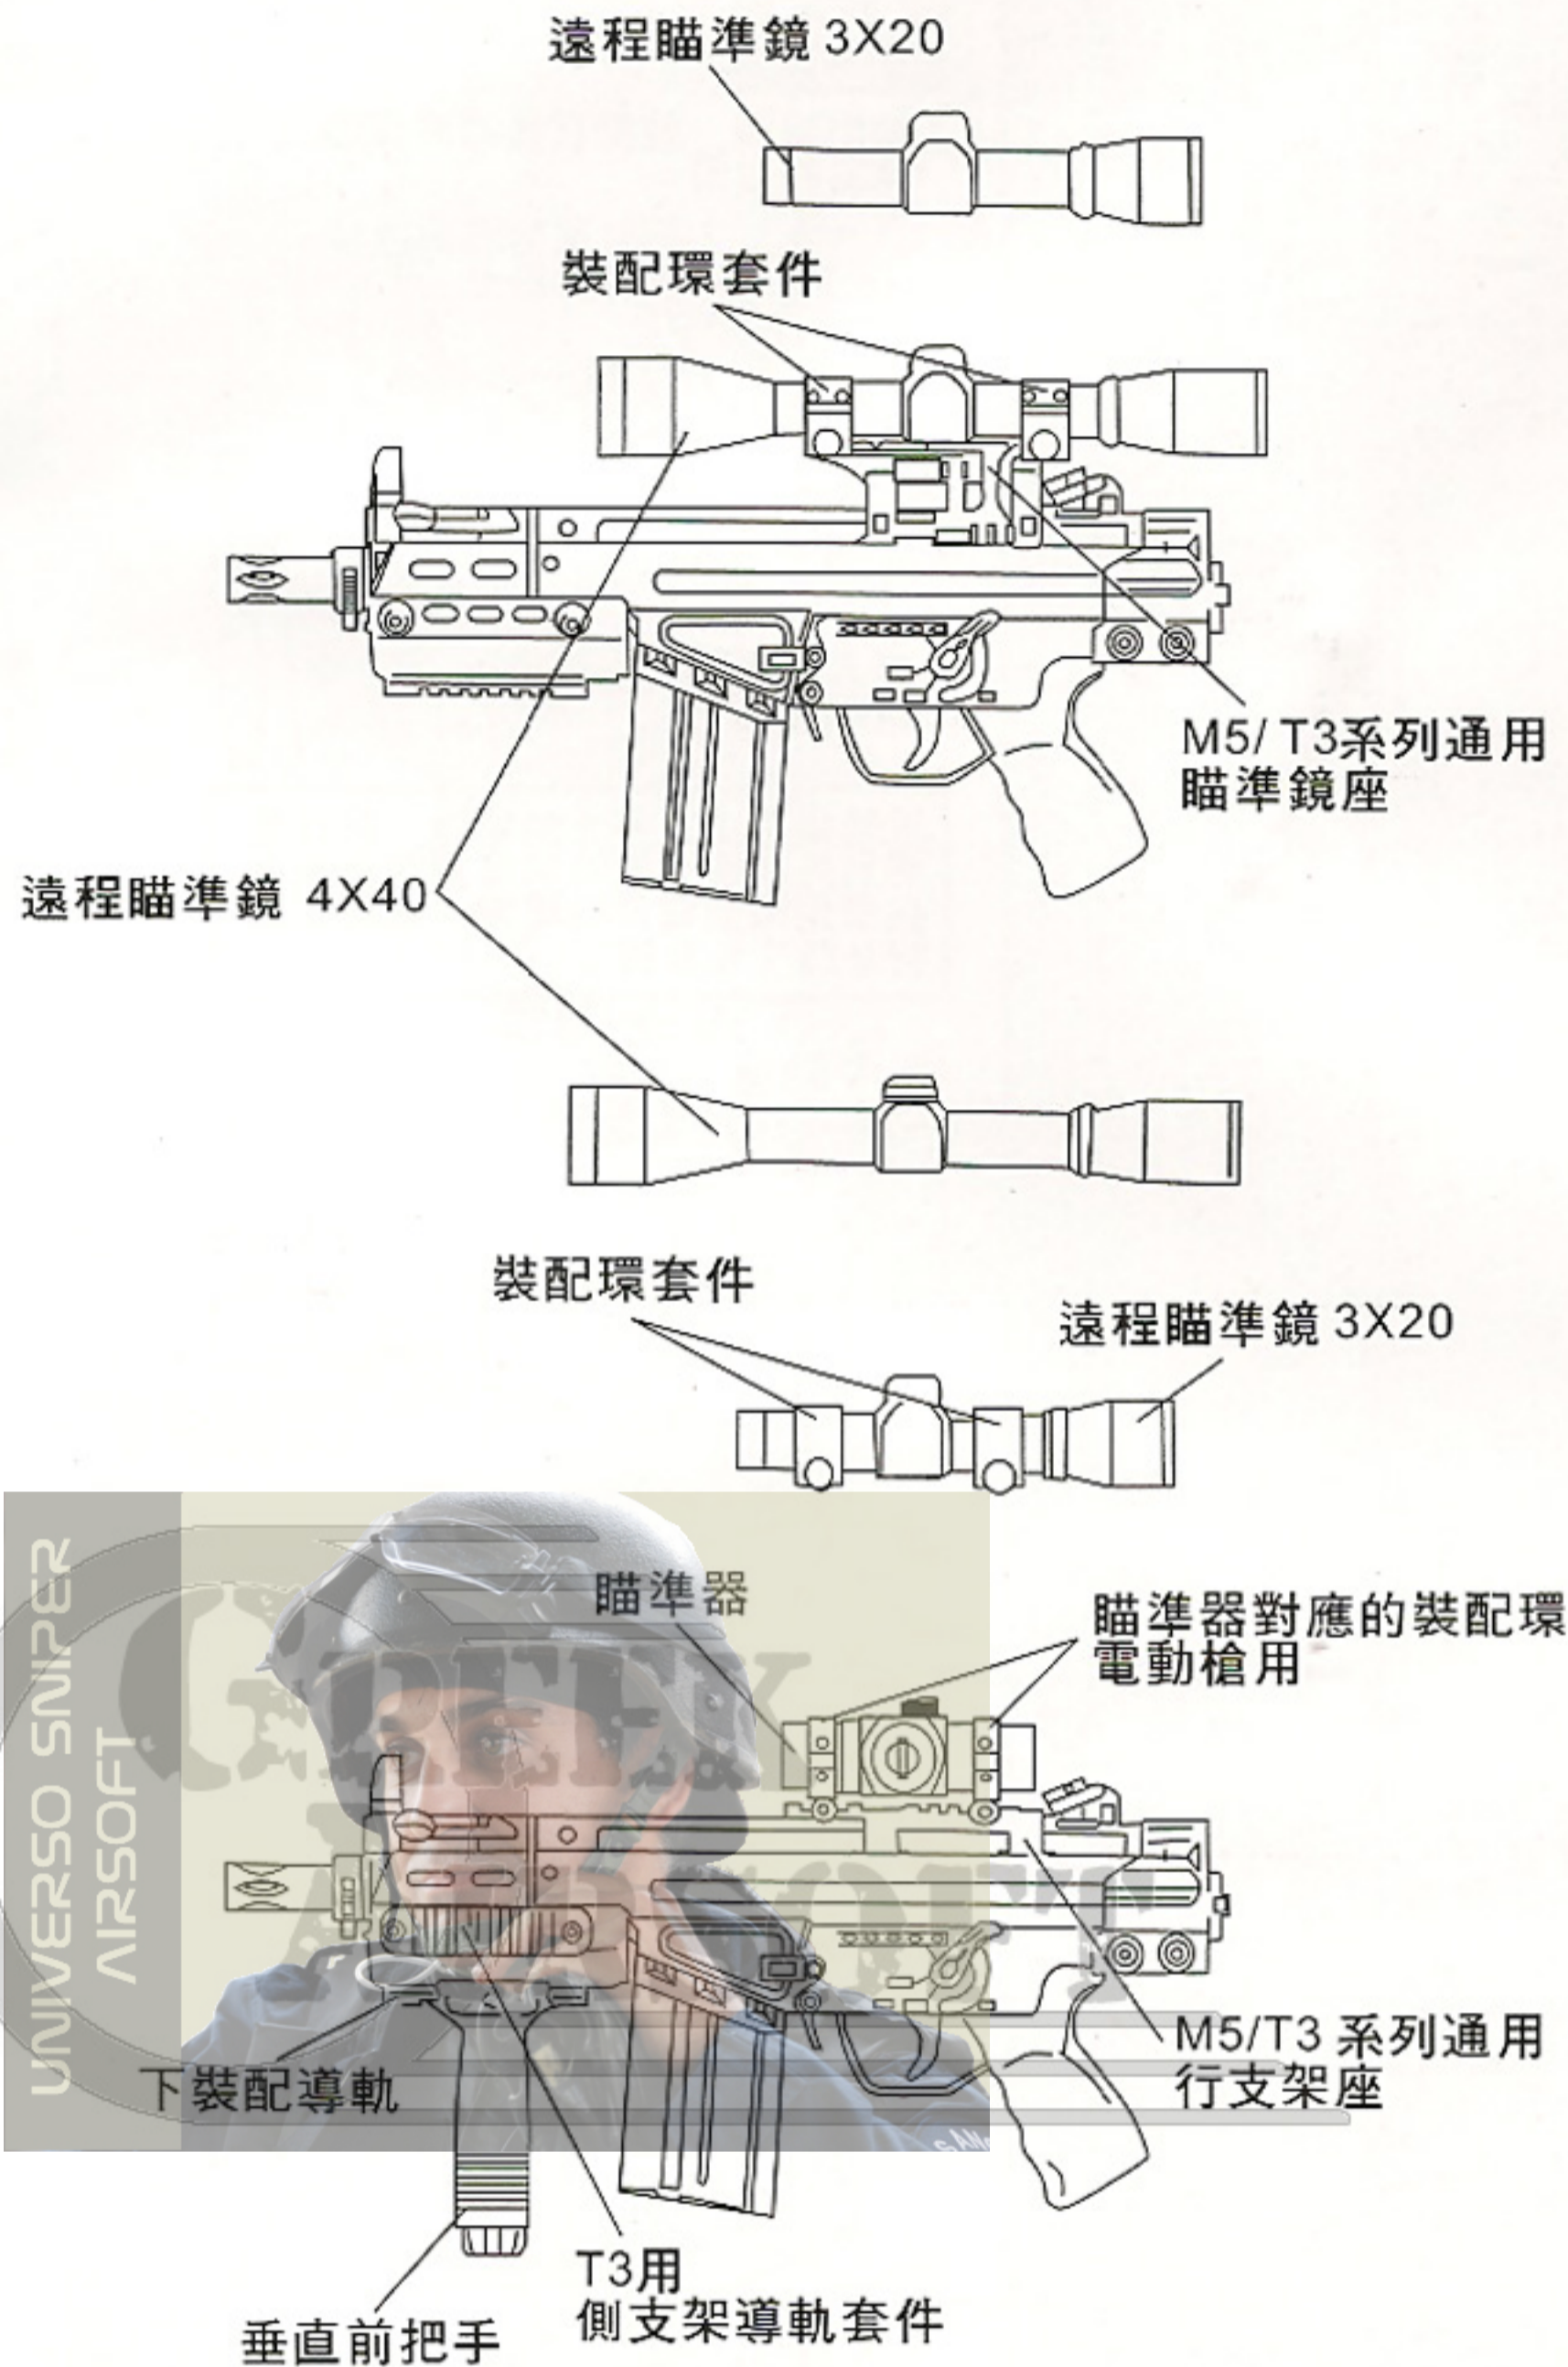 遠程瞄準鏡 3X20
裝配環套件
M5/ T3系列通用
瞄準鏡座
遠程瞄準鏡 4X40
裝配環套件
遠程瞄準鏡 3X20
瞄準器
瞄準器對應的裝配環
電動槍用
UNIVERSO SNIPER
AIRSOFT
GREEK
AIRSOFT
M5/T3 系列通用
行支架座
下裝配導軌
T3用
側支架導軌套件
垂直前把手